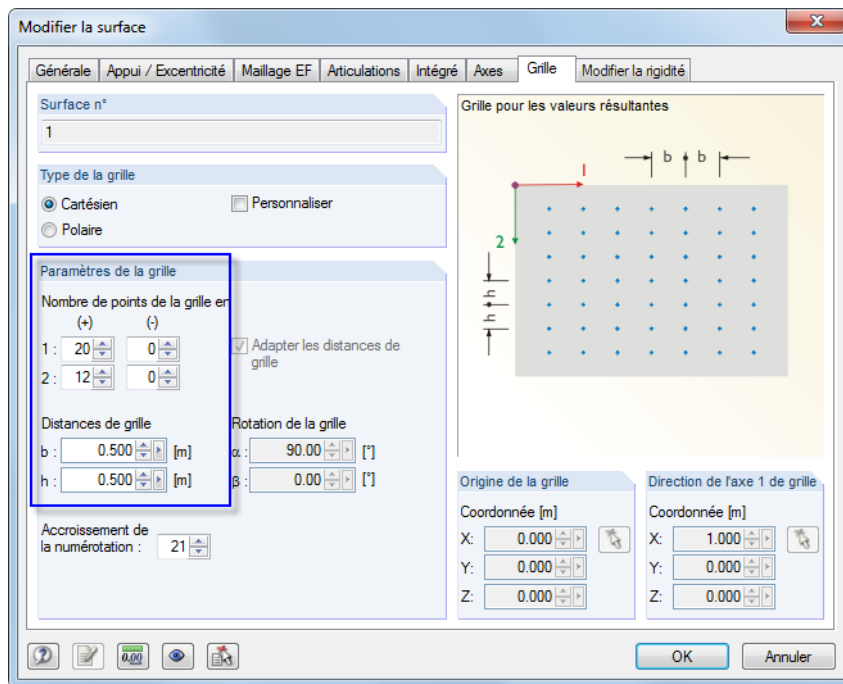 Modifier la surface
Générale Appui / Excentricité Maillage EF Articulations Intégré Axes Grille Modifier la rigidité
Surface n°
1
Type de la grille
Cartésien
Personnaliser
Polaire
Paramètres de la grille
Nombre de points de la grille en
(+) (-)
1 : 20 0
2 : 12 0
Adapter les distances de
grille
Distances de grille
b : 0.500 [m]
h : 0.500 [m]
Rotation de la grille
α : 90.00 [°]
β : 0.00 [°]
Accroissement de
la numérotation : 21
Grille pour les valeurs résultantes
b b
1
2
h
h
Origine de la grille
Coordonnée [m]
X: 0.000
Y: 0.000
Z: 0.000
Direction de l'axe 1 de grille
Coordonnée [m]
X: 1.000
Y: 0.000
Z: 0.000
0.00
OK
Annuler